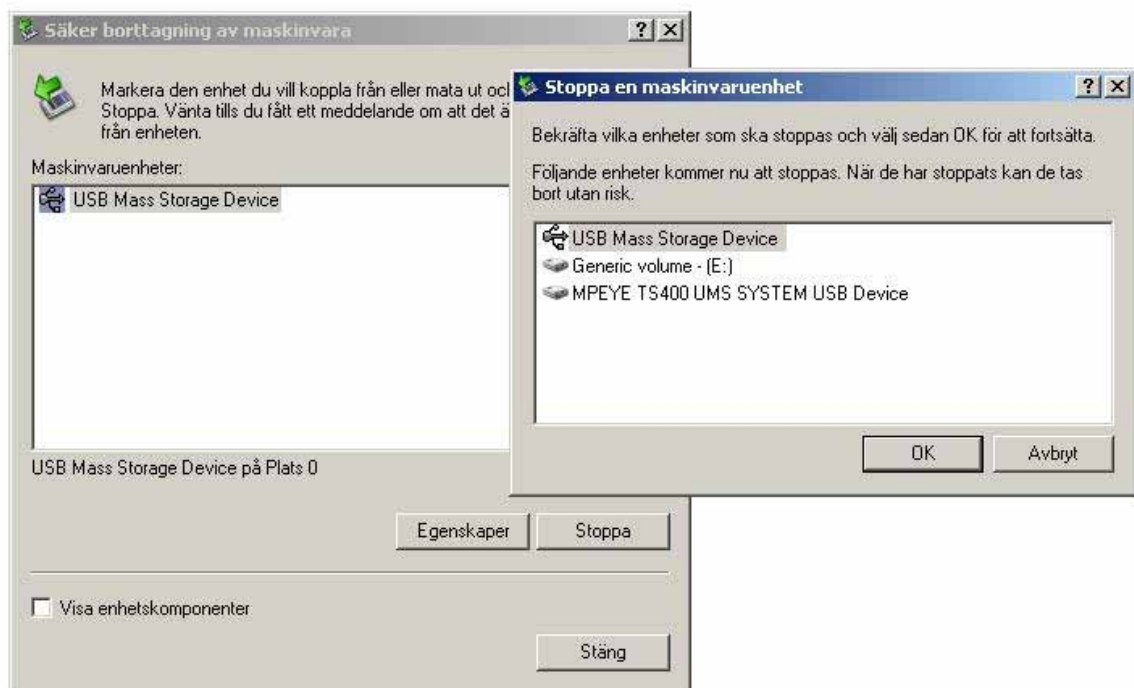 Säker borttagning av maskinvara
Markera den enhet du vill koppla från eller mata ut och
Stoppa. Vänta tills du fått ett meddelande om att det ä
från enheten.
Maskinvaruenheter:
USB Mass Storage Device
USB Mass Storage Device på Plats 0
Egenskaper
Stoppa
Visa enhetskomponenter
Stäng
Stoppa en maskinvaruenhet
Bekräfta vilka enheter som ska stoppas och välj sedan OK för att fortsätta.
Följande enheter kommer nu att stoppas. När de har stoppats kan de tas
bort utan risk.
USB Mass Storage Device
Generic volume - (E:)
MPEYE TS400 UMS SYSTEM USB Device
OK
Avbryt